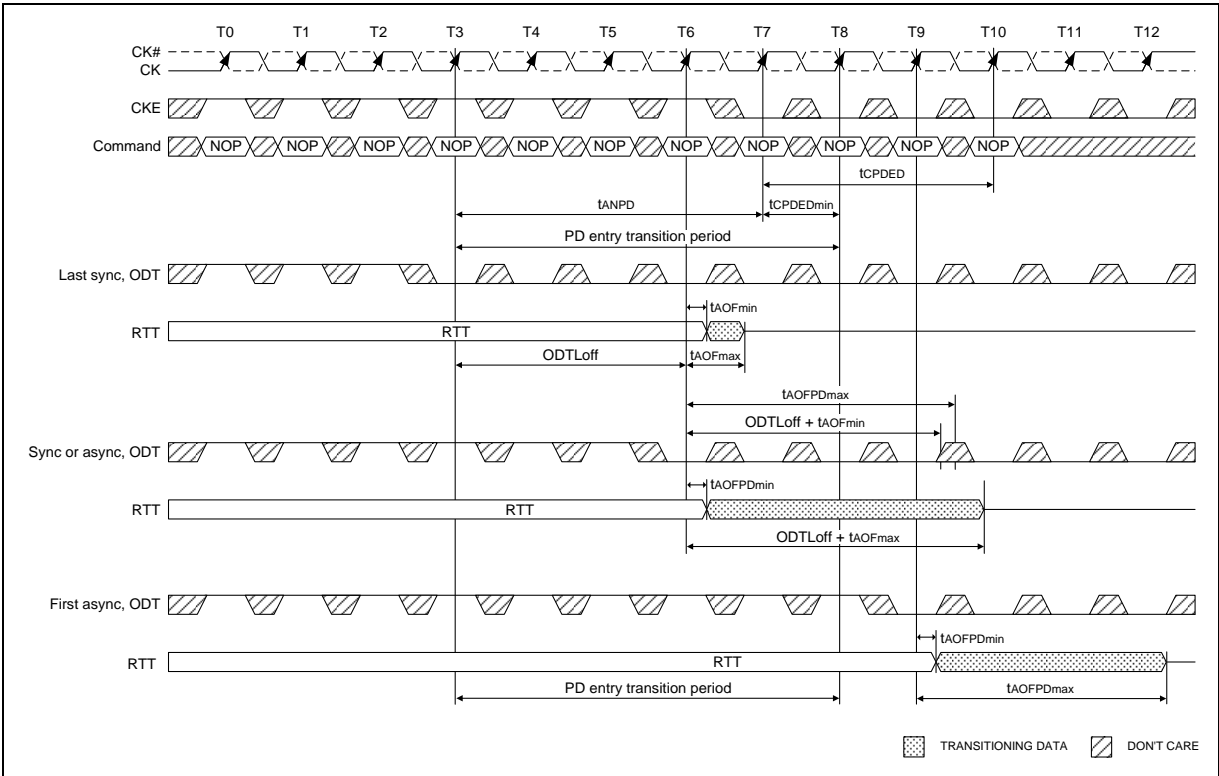 T0 T1 T2 T3 T4 T5 T6 T7 T8 T9 T10 T11 T12
CK#
CK
CKE
Command NOP NOP NOP NOP NOP NOP NOP NOP NOP NOP NOP
tCPDED
tANPD tCPDEDmin
PD entry transition period
Last sync, ODT
tAOFmin
RTT RTT
ODTLoff tAOFmax
tAOFPDmax
ODTLoff + tAOFmin
Sync or async, ODT
tAOFPDmin
RTT RTT
ODTLoff + tAOFmax
First async, ODT
tAOFPDmin
RTT RTT
PD entry transition period tAOFPDmax
TRANSITIONING DATA DON'T CARE